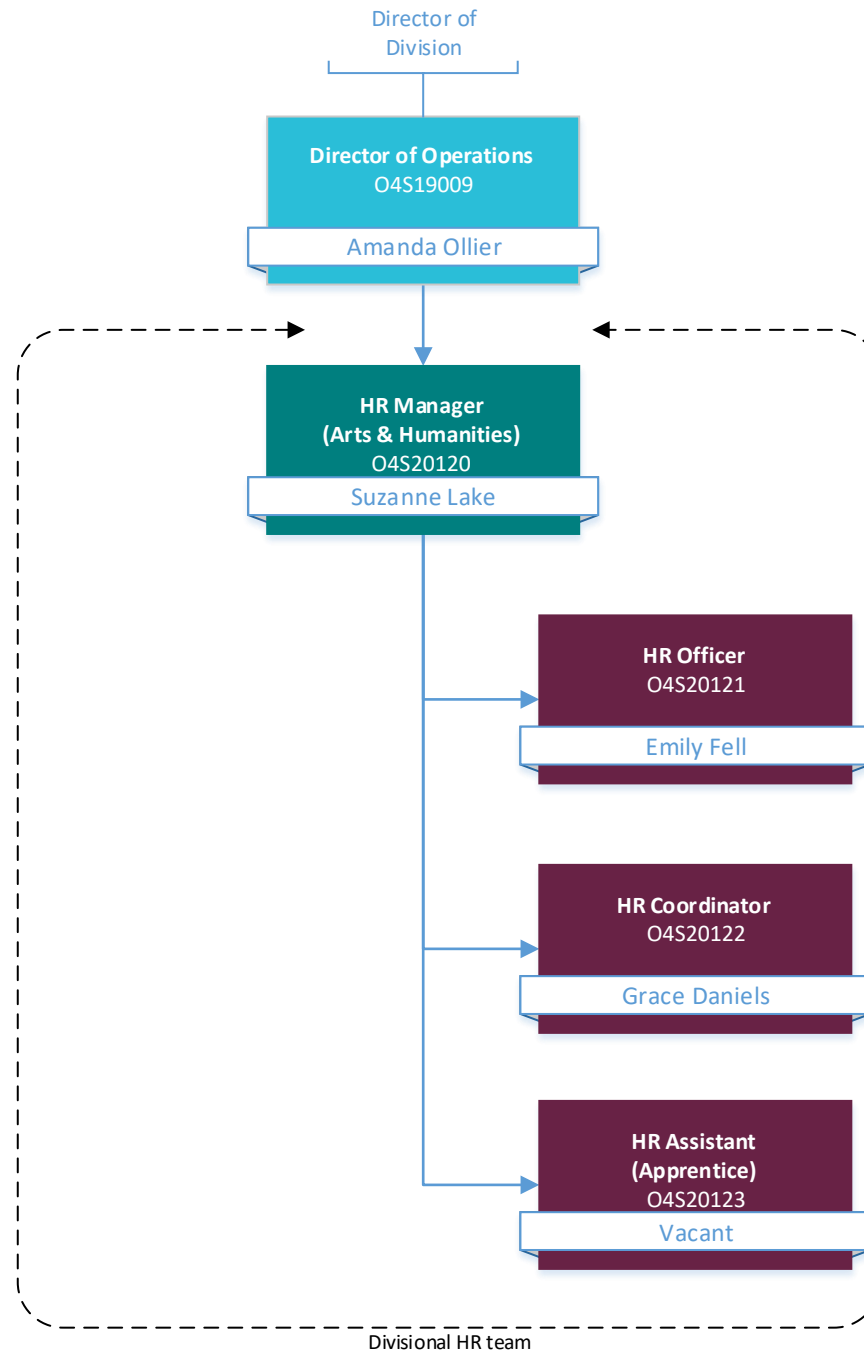 Director of
Division
Director of Operations
O4S19009
Amanda Ollier
HR Manager
(Arts & Humanities)
O4S20120
Suzanne Lake
HR Officer
O4S20121
Emily Fell
HR Coordinator
O4S20122
Grace Daniels
HR Assistant
(Apprentice)
O4S20123
Vacant
Divisional HR team